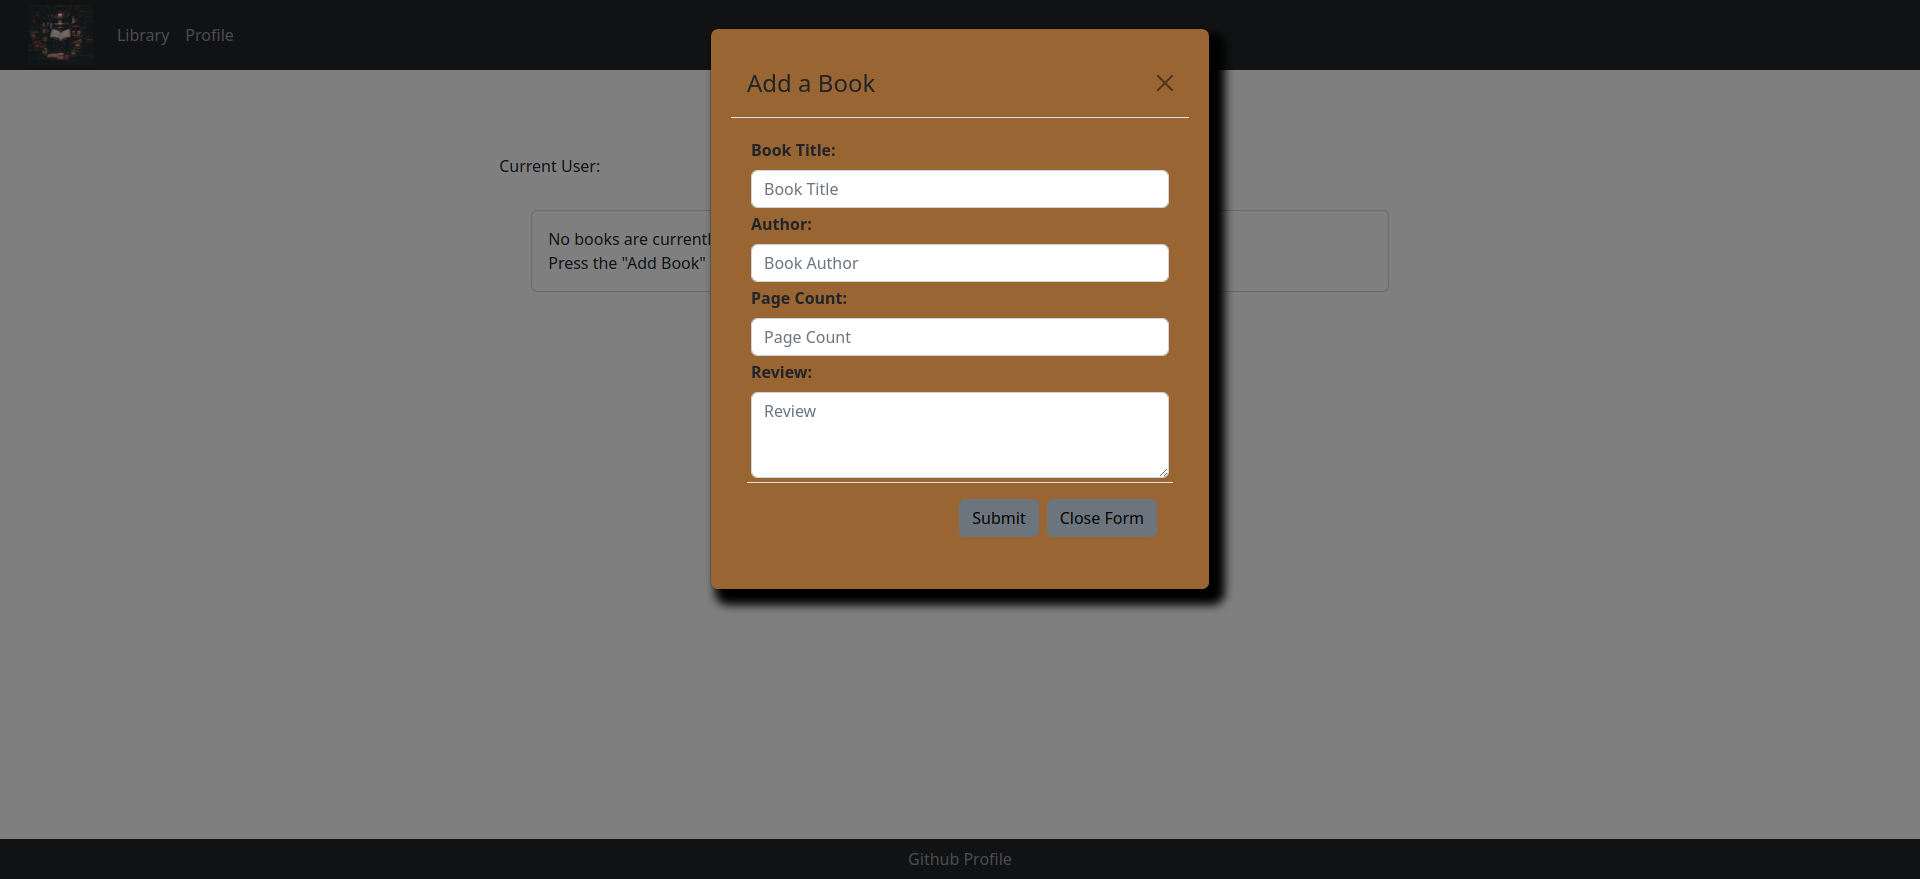 Library Profile
Current User:
No books are currentl
Press the "Add Book"
Add a Book
Book Title:
Book Title
Author:
Book Author
Page Count:
Page Count
Review:
Review
Submit Close Form
Github Profile